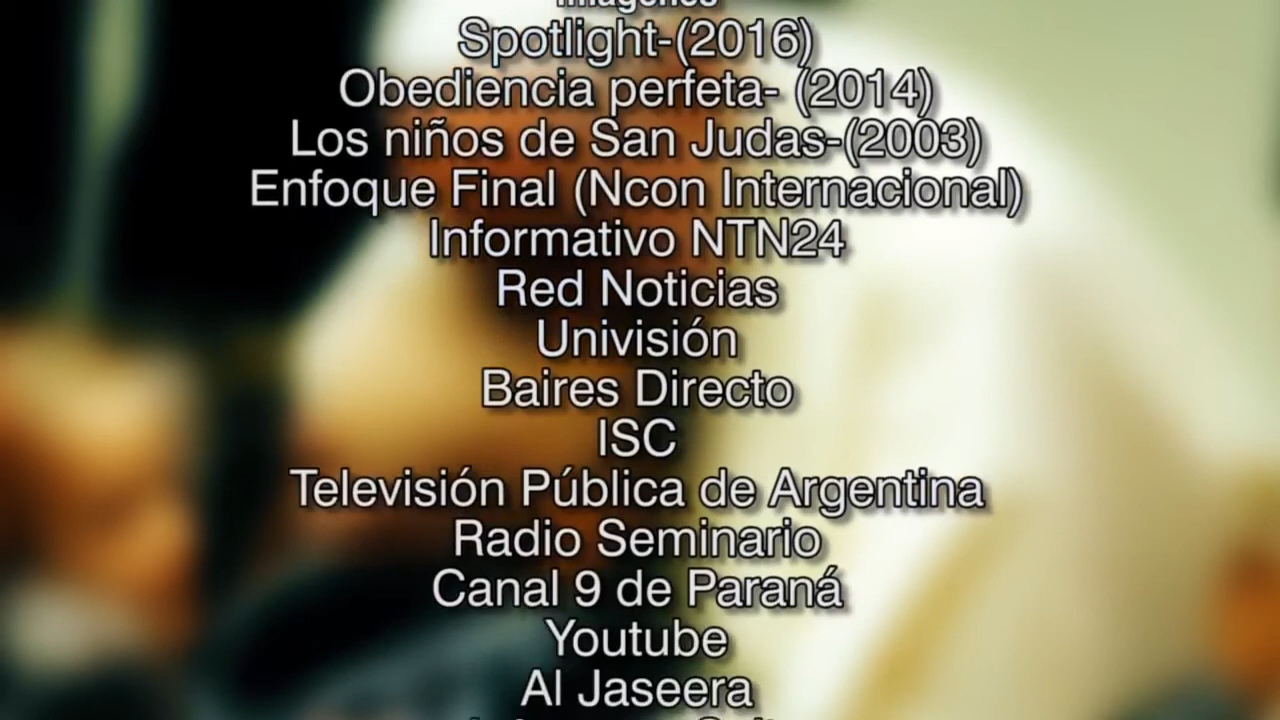 Imágenes
Spotlight-(2016)
Obediencia perfeta- (2014)
Los niños de San Judas-(2003)
Enfoque Final (Ncon Internacional)
Informativo NTN24
Red Noticias
Univisión
Baires Directo
ISC
Televisión Pública de Argentina
Radio Seminario
Canal 9 de Paraná
Youtube
Al Jaseera